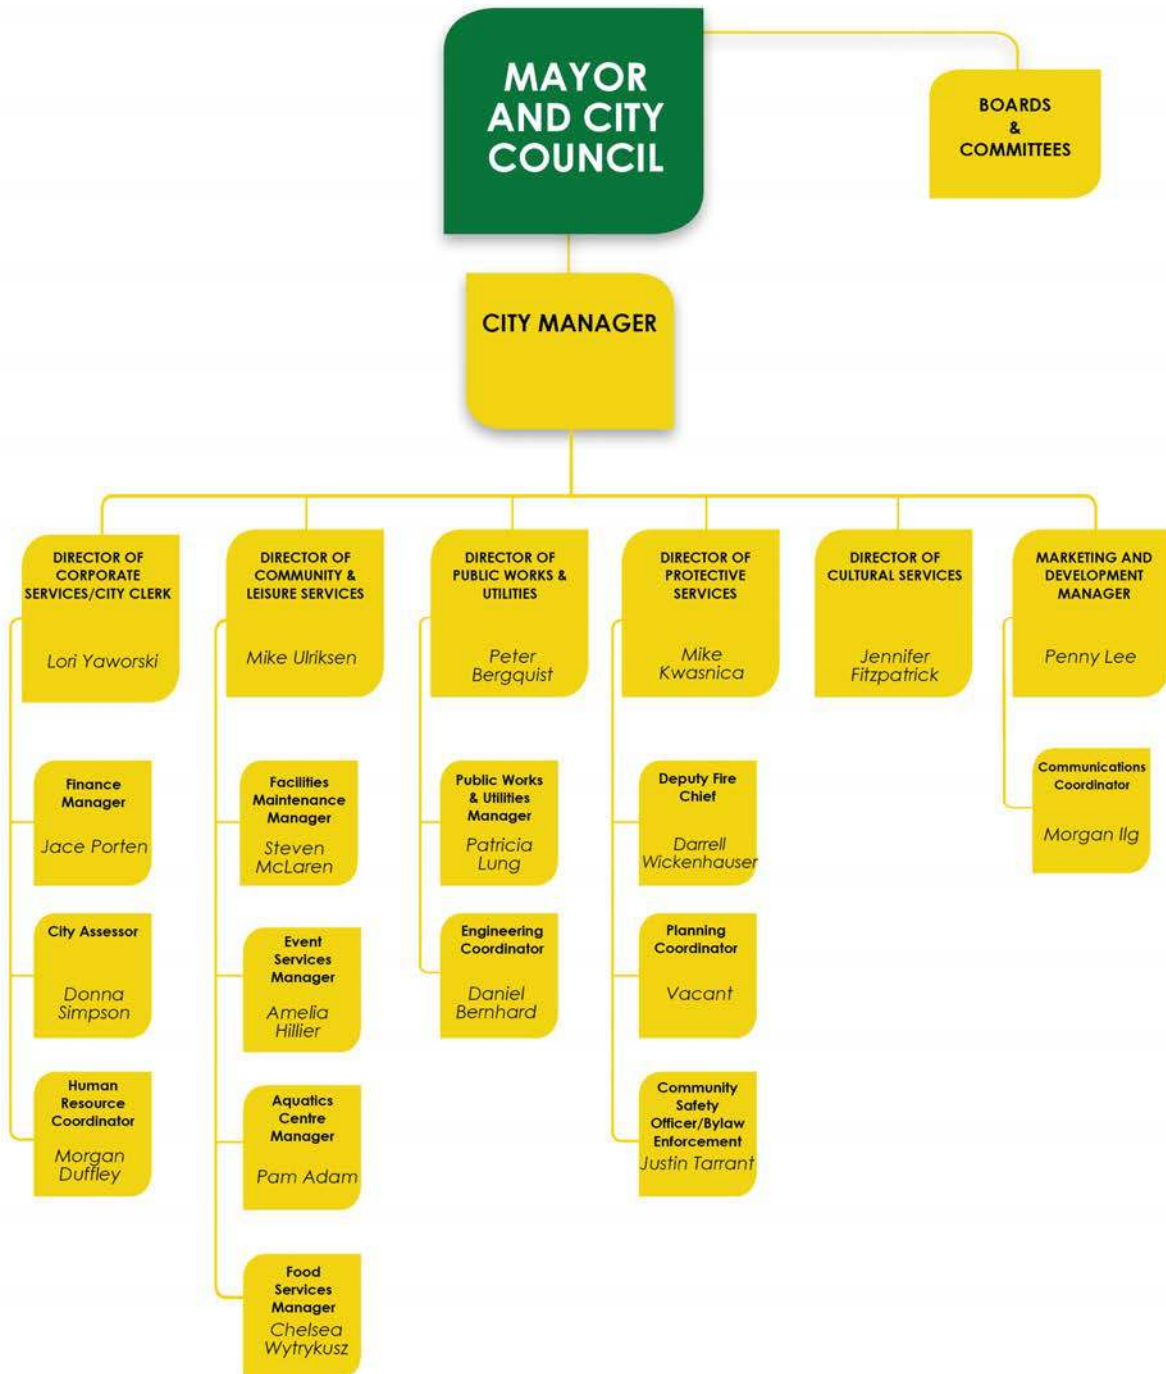 MAYOR
AND CITY
COUNCIL
BOARDS
&
COMMITTEES
CITY MANAGER
DIRECTOR OF
CORPORATE
SERVICES/CITY CLERK
Lori Yaworski
DIRECTOR OF
COMMUNITY &
LEISURE SERVICES
Mike Ulriksen
DIRECTOR OF
PUBLIC WORKS &
UTILITIES
Peter
Bergquist
DIRECTOR OF
PROTECTIVE
SERVICES
Mike
Kwasnica
DIRECTOR OF
CULTURAL SERVICES
Jennifer
Fitzpatrick
MARKETING AND
DEVELOPMENT
MANAGER
Penny Lee
Finance
Manager
Jace Porten
City Assessor
Donna
Simpson
Human
Resource
Coordinator
Morgan
Duffley
Facilities
Maintenance
Manager
Steven
McLaren
Event
Services
Manager
Amelia
Hillier
Aquatics
Centre
Manager
Pam Adam
Food
Services
Manager
Chelsea
Wytrykusz
Public Works
& Utilities
Manager
Patricia
Lung
Engineering
Coordinator
Daniel
Bernhard
Deputy Fire
Chief
Darrell
Wickenhauser
Planning
Coordinator
Vacant
Community
Safety
Officer/Bylaw
Enforcement
Justin Tarrant
Communications
Coordinator
Morgan Ilg